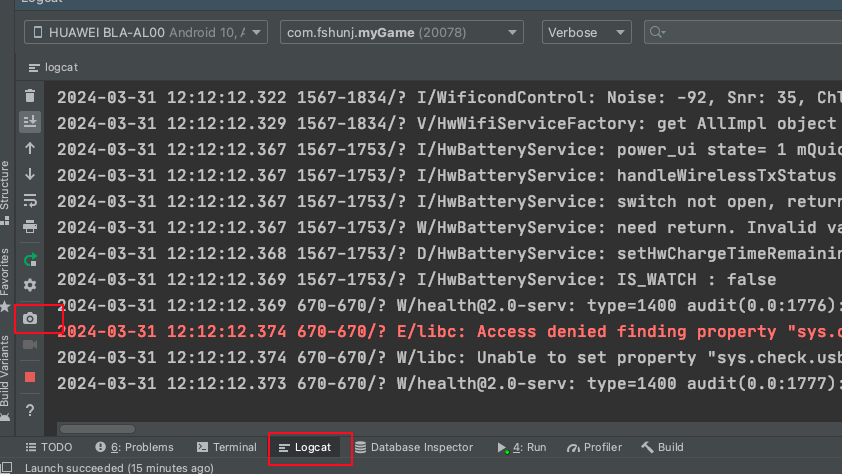 Logcat
HUAWEI BLA-AL00 Android 10, A
com.fshunj.myGame (20078)
Verbose
Q-
logcat
2024-03-31 12:12:12.322 1567-1834/? I/WificondControl: Noise: -92, Snr: 35, Chl
2024-03-31 12:12:12.329 1567-1834/? V/HwWifiServiceFactory: get AllImpl object
2024-03-31 12:12:12.367 1567-1753/? I/HwBatteryService: power_ui state= 1 mQuic
2024-03-31 12:12:12.367 1567-1753/? I/HwBatteryService: handleWirelessTxStatus
2024-03-31 12:12:12.367 1567-1753/? I/HwBatteryService: switch not open, return
2024-03-31 12:12:12.367 1567-1753/? W/HwBatteryService: need return. Invalid va
2024-03-31 12:12:12.368 1567-1753/? D/HwBatteryService: setHwChargeTimeRemainin
2024-03-31 12:12:12.369 1567-1753/? I/HwBatteryService: IS_WATCH : false
2024-03-31 12:12:12.369 670-670/? W/health@2.0-serv: type=1400 audit(0.0:1776):
2024-03-31 12:12:12.374 670-670/? E/libc: Access denied finding property "sys.c
2024-03-31 12:12:12.374 670-670/? W/libc: Unable to set property "sys.check.usb
2024-03-31 12:12:12.373 670-670/? W/health@2.0-serv: type=1400 audit(0.0:1777):
Structure
Favorites
Build Variants
?
TODO
6: Problems
Terminal
Logcat
Database Inspector
4: Run
Profiler
Build
Launch succeeded (15 minutes ago)